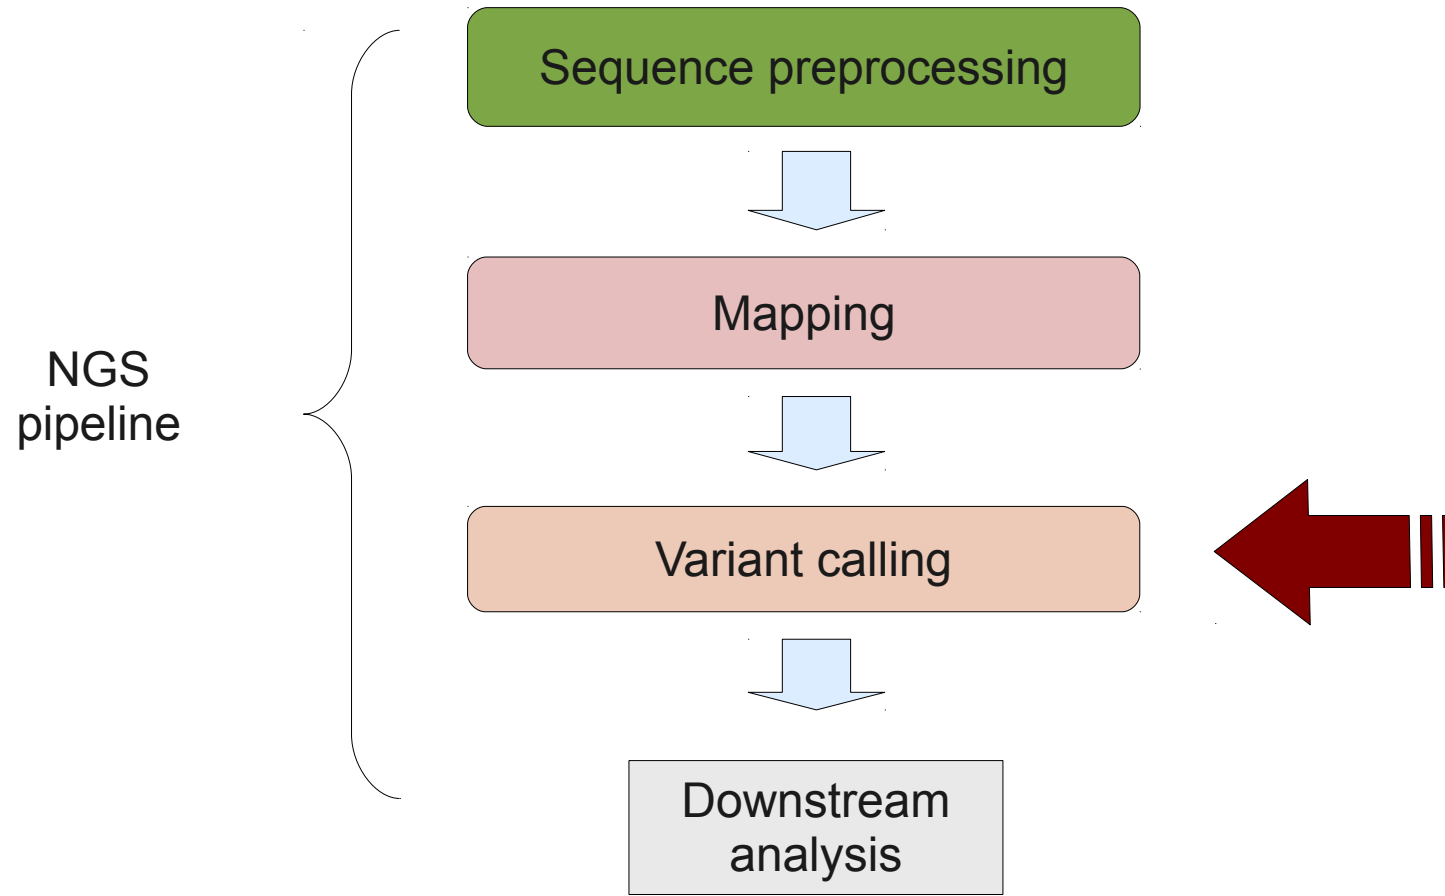 Sequence preprocessing
Mapping
NGS
pipeline
Variant calling
Downstream
analysis